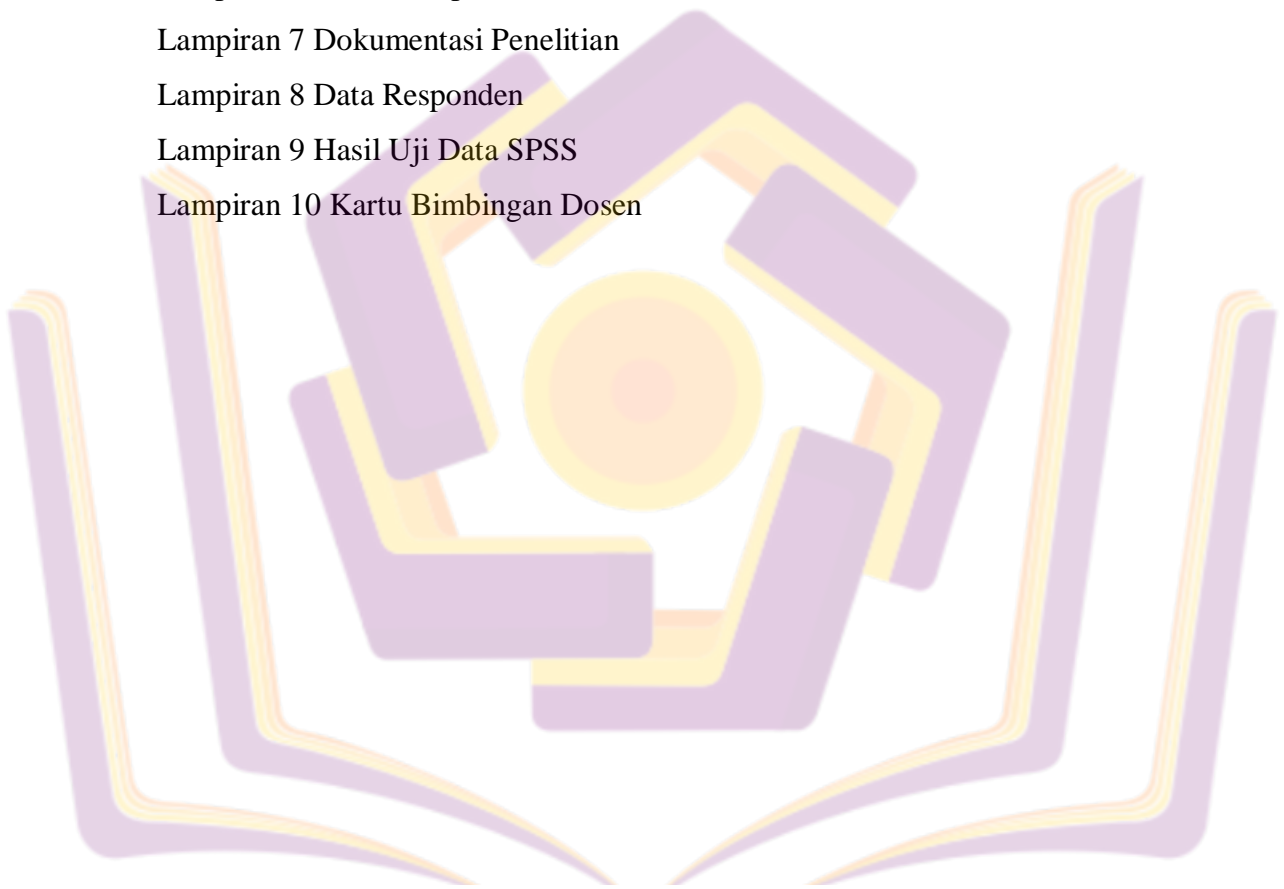 Lampiran 7 Dokumentasi Penelitian
Lampiran 8 Data Responden
Lampiran 9 Hasil Uji Data SPSS
Lampiran 10 Kartu Bimbingan Dosen